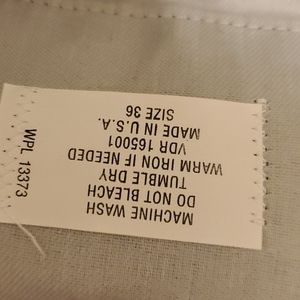 MACHINE WASH
DO NOT BLEACH
TUMBLE DRY
WARM IRON IF NEEDED
VDR 165001
MADE IN U.S.A.
SIZE 36
WPL 13373